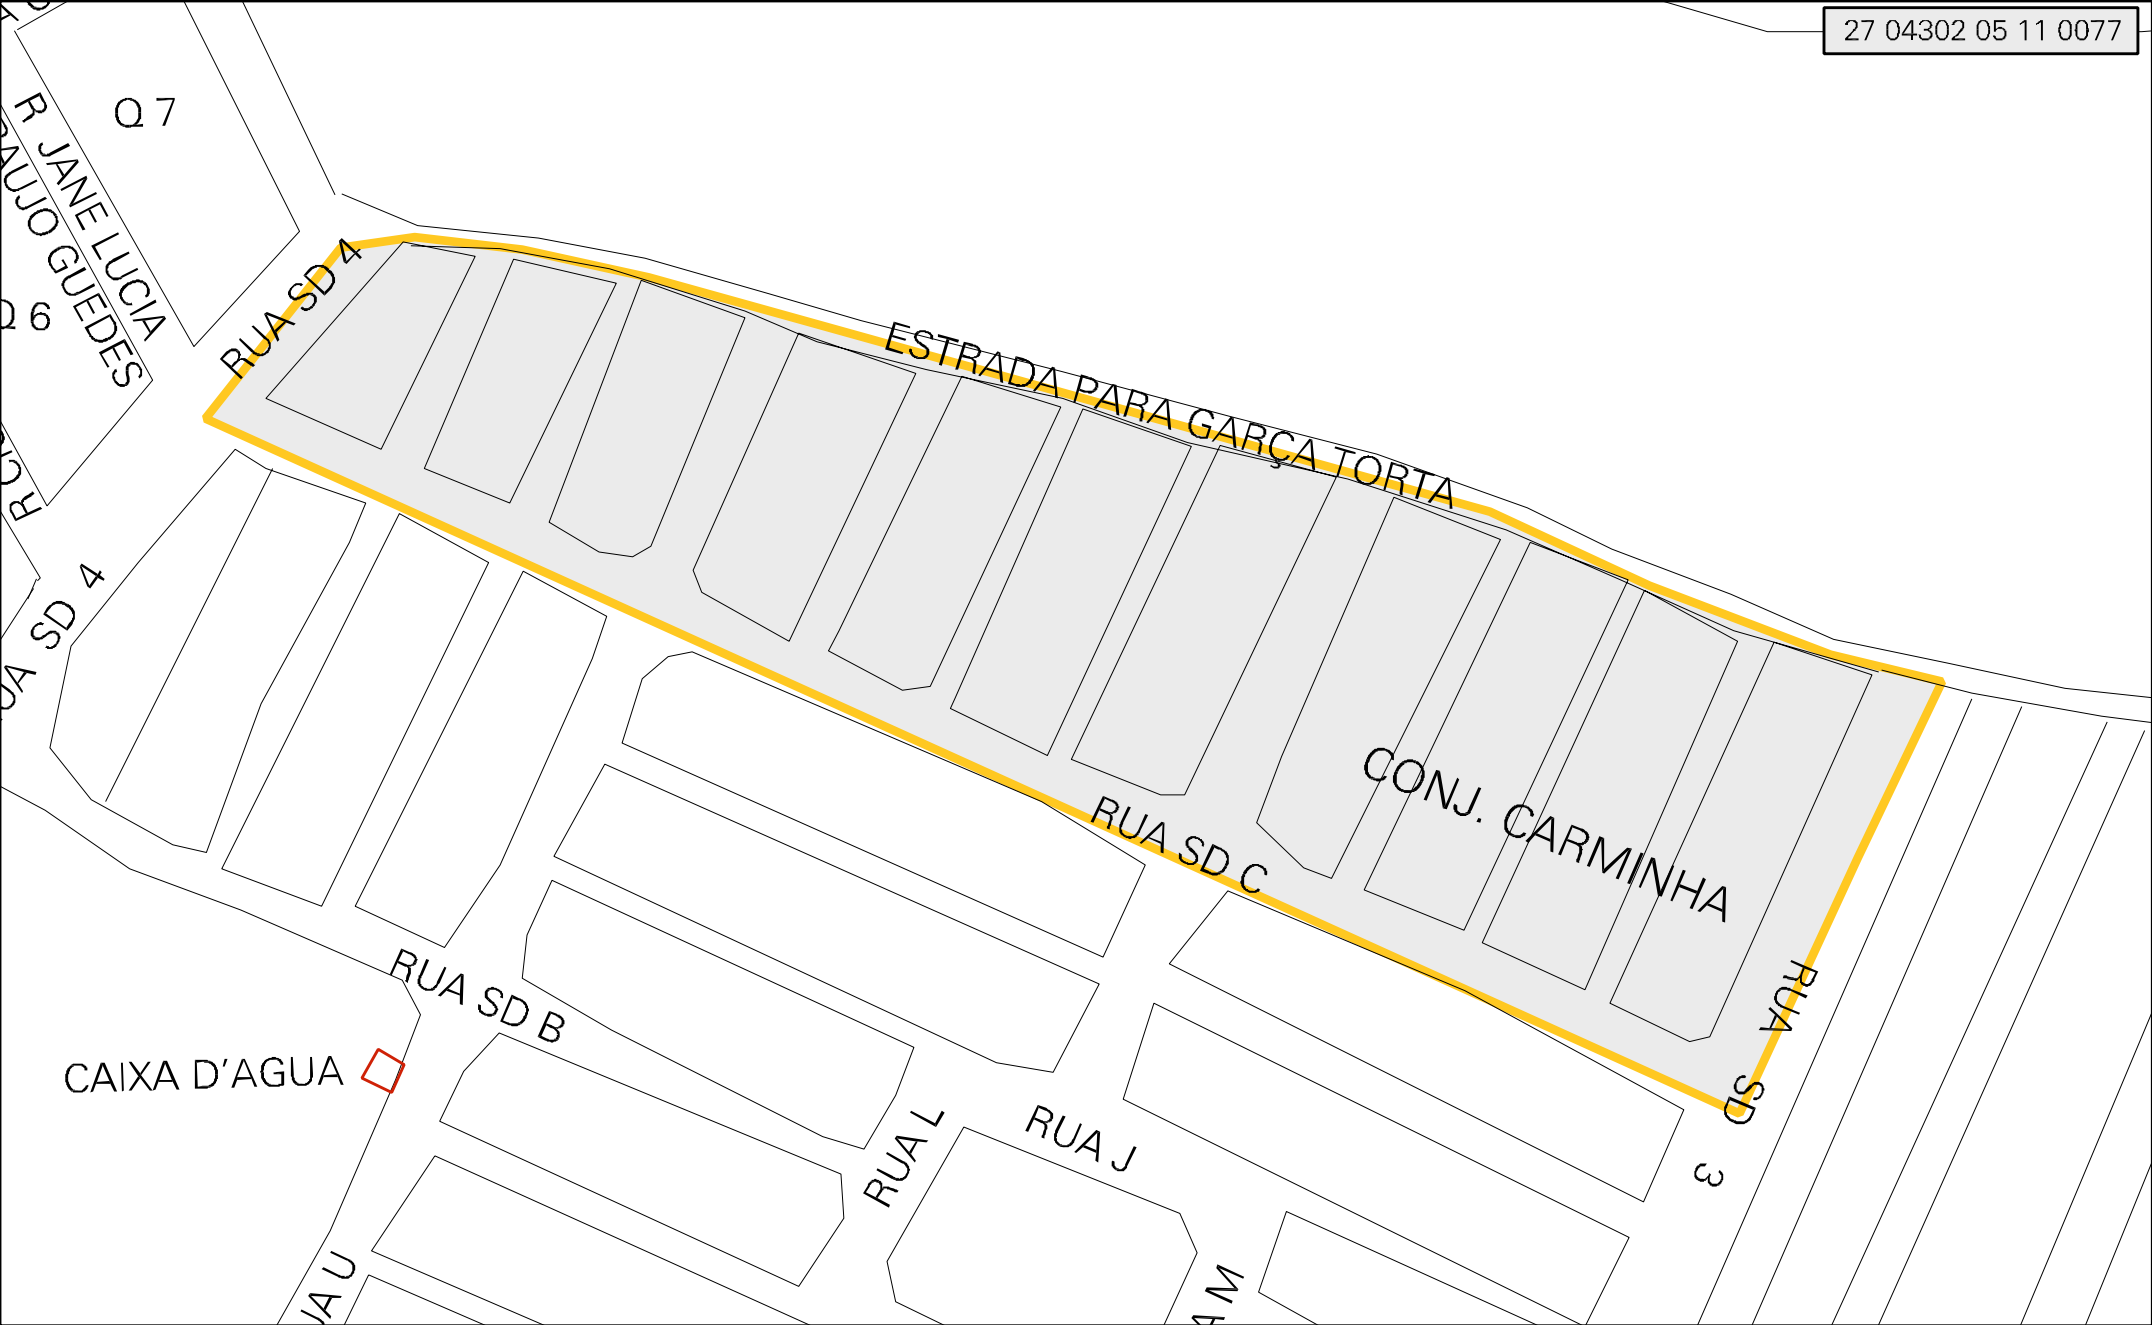 27 04302 05 11 0077
Q 7
R JANE LUCIA
AUJO GUEDES
Q 6
RUA SD 4
ESTRADA PARA GARÇA TORTA
SD 4
CONJ. CARMINHA
RUA SD C
RUA SD 3
RUA SD B
CAIXA D'AGUA
RUA L
RUA J
UA U
A M